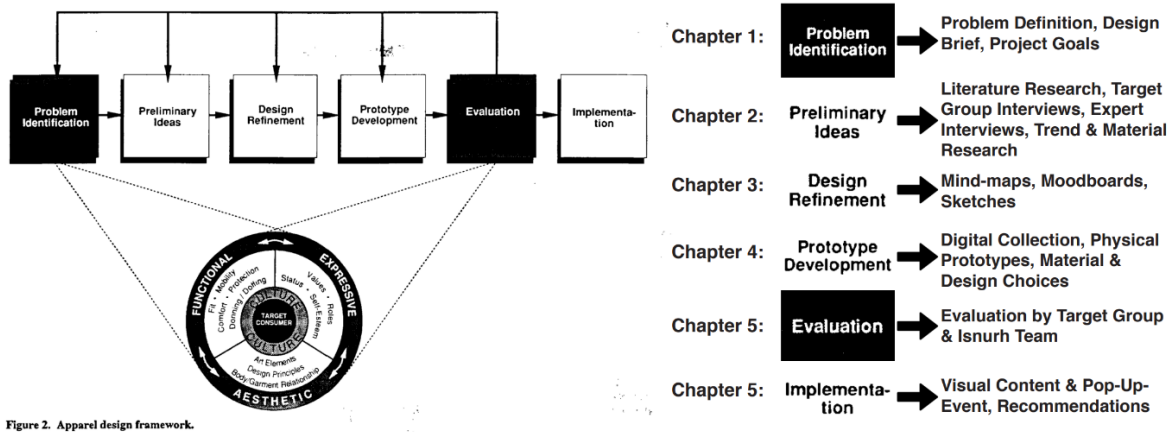 Problem
Identification
Preliminary
Ideas
Design
Refinement
Prototype
Development
Evaluation
Implementa-
tion
FUNCTIONAL
EXPRESSIVE
AESTHETIC
Fit • Mobility
Comfort • Protection
Donning / Doffing
Values • Roles
Status • Self-Esteem
CULTURE
TARGET
CONSUMER
CULTURE
Art Elements
Design Principles
Body/Garment Relationship
Figure 2. Apparel design framework.
Chapter 1:
Problem
Identification
Problem Definition, Design
Brief, Project Goals
Chapter 2:
Preliminary
Ideas
Literature Research, Target
Group Interviews, Expert
Interviews, Trend & Material
Research
Chapter 3:
Design
Refinement
Mind-maps, Moodboards,
Sketches
Chapter 4:
Prototype
Development
Digital Collection, Physical
Prototypes, Material &
Design Choices
Chapter 5:
Evaluation
Evaluation by Target Group
& Isnurh Team
Chapter 5:
Implementa-
tion
Visual Content & Pop-Up-
Event, Recommendations